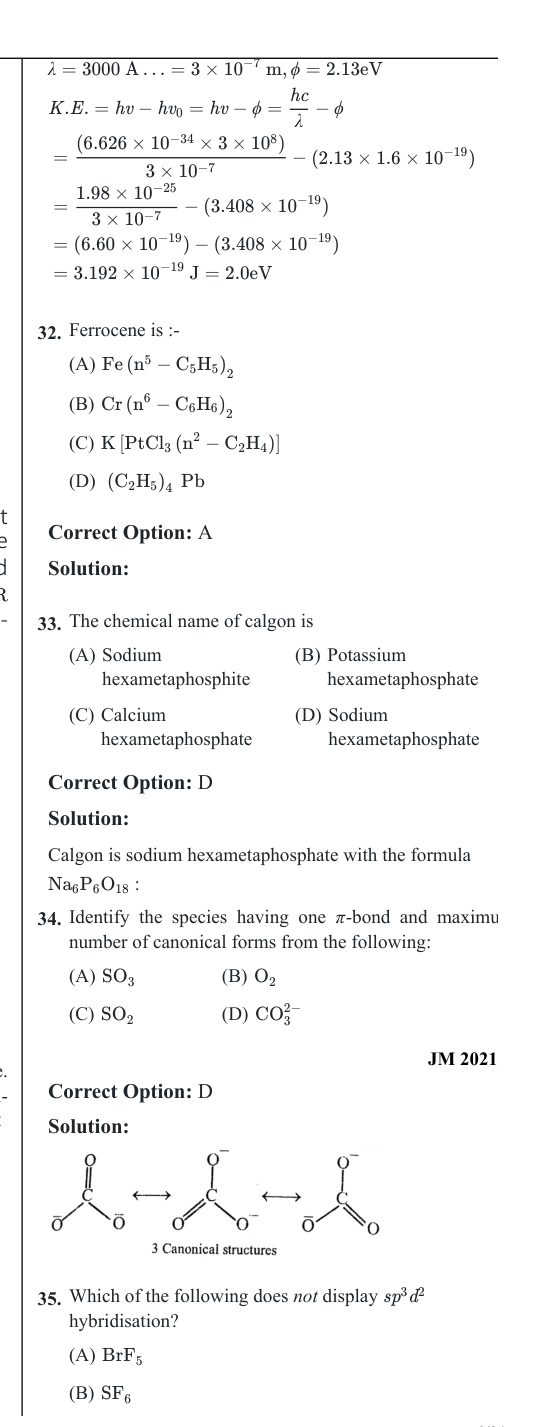 λ = 3000 A … = 3 × 10⁻⁷ m, ϕ = 2.13eV
K.E. = hv − hv₀ = hv − ϕ = hc/λ − ϕ
= (6.626 × 10⁻³⁴ × 3 × 10⁸)/(3 × 10⁻⁷) − (2.13 × 1.6 × 10⁻¹⁹)
= 1.98 × 10⁻²⁵/(3 × 10⁻⁷) − (3.408 × 10⁻¹⁹)
= (6.60 × 10⁻¹⁹) − (3.408 × 10⁻¹⁹)
= 3.192 × 10⁻¹⁹ J = 2.0eV
32. Ferrocene is :-
(A) Fe (n⁵ − C₅H₅)₂
(B) Cr (n⁶ − C₆H₆)₂
(C) K [PtCl₃ (n² − C₂H₄)]
(D) (C₂H₅)₄ Pb
Correct Option: A
Solution:
33. The chemical name of calgon is
(A) Sodium
hexametaphosphite
(B) Potassium
hexametaphosphate
(C) Calcium
hexametaphosphate
(D) Sodium
hexametaphosphate
Correct Option: D
Solution:
Calgon is sodium hexametaphosphate with the formula
Na₆P₆O₁₈ :
34. Identify the species having one π-bond and maximu
number of canonical forms from the following:
(A) SO₃ (B) O₂
(C) SO₂ (D) CO₃²⁻
JM 2021
Correct Option: D
Solution:
O O⁻ O⁻
C ⟷ C ⟷ C
Ō Ō O O⁻ Ō O
3 Canonical structures
35. Which of the following does not display sp³d²
hybridisation?
(A) BrF₅
(B) SF₆